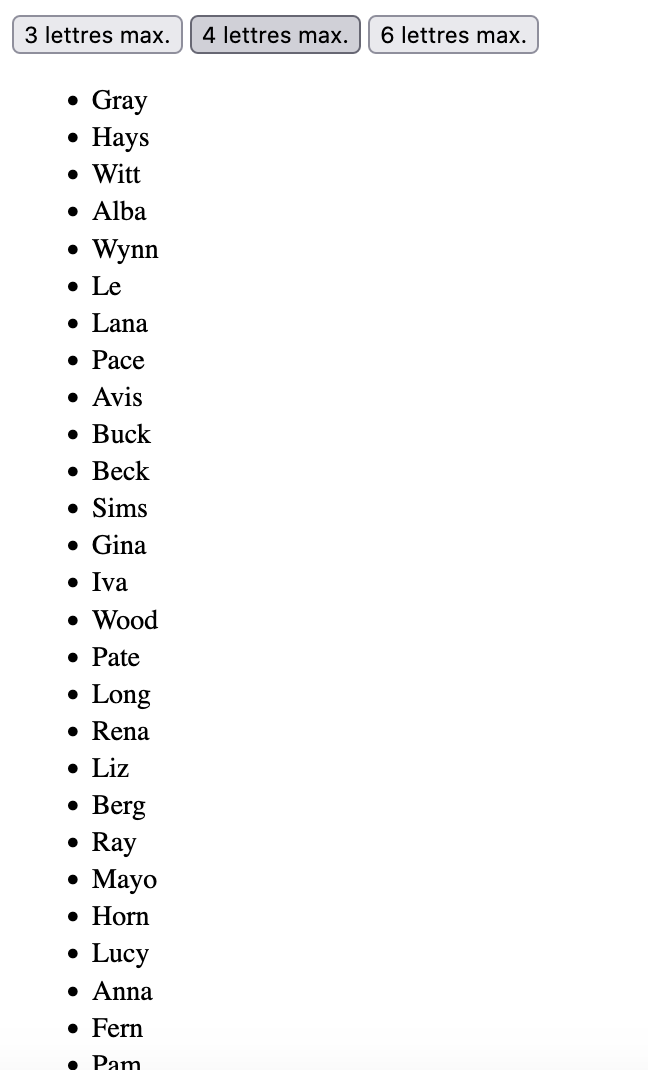 3 lettres max. 4 lettres max. 6 lettres max.
Gray
Hays
Witt
Alba
Wynn
Le
Lana
Pace
Avis
Buck
Beck
Sims
Gina
Iva
Wood
Pate
Long
Rena
Liz
Berg
Ray
Mayo
Horn
Lucy
Anna
Fern
Pam